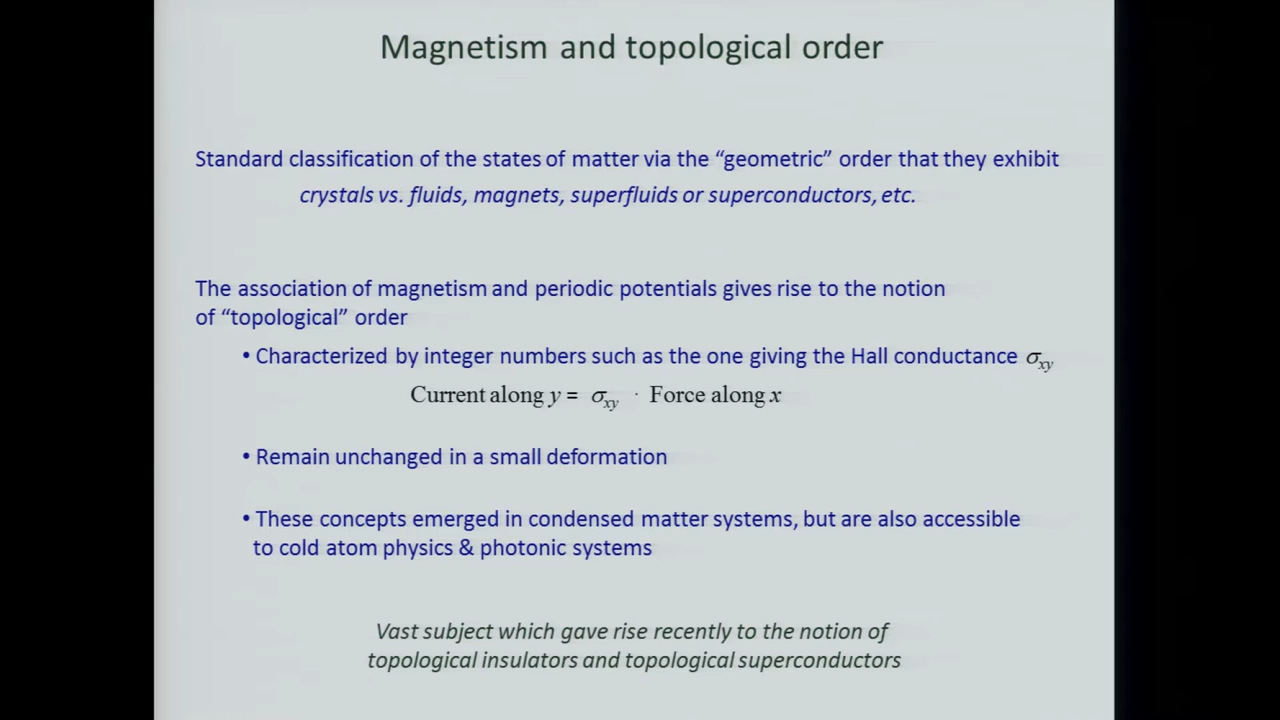 Magnetism and topological order
Standard classification of the states of matter via the “geometric” order that they exhibit
crystals vs. fluids, magnets, superfluids or superconductors, etc.
The association of magnetism and periodic potentials gives rise to the notion
of “topological” order
• Characterized by integer numbers such as the one giving the Hall conductance σxy
Current along y = σxy · Force along x
• Remain unchanged in a small deformation
• These concepts emerged in condensed matter systems, but are also accessible
to cold atom physics & photonic systems
Vast subject which gave rise recently to the notion of
topological insulators and topological superconductors